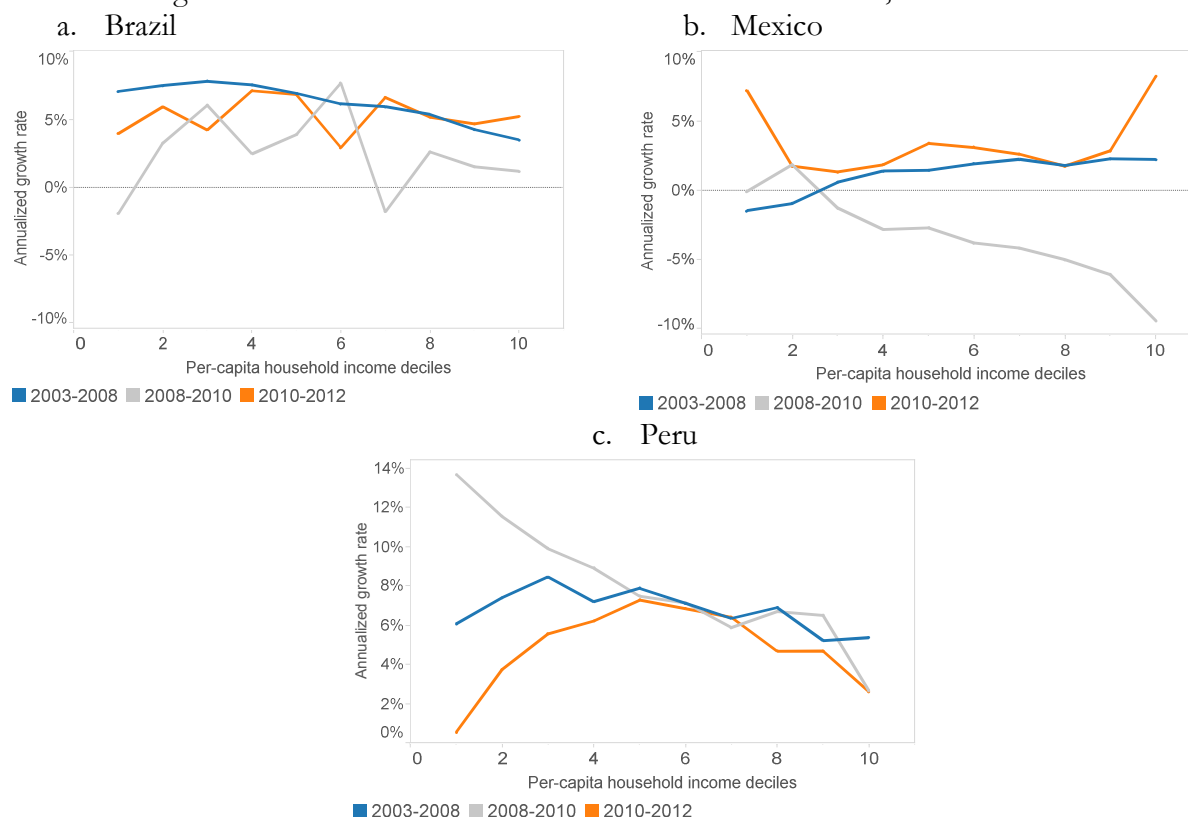 a. Brazil
10%
5%
0%
-5%
-10%
Annualized growth rate
0 2 4 6 8 10
Per-capita household income deciles
2003-2008 2008-2010 2010-2012
b. Mexico
10%
5%
0%
-5%
-10%
Annualized growth rate
0 2 4 6 8 10
Per-capita household income deciles
2003-2008 2008-2010 2010-2012
c. Peru
14%
12%
10%
8%
6%
4%
2%
0%
Annualized growth rate
0 2 4 6 8 10
Per-capita household income deciles
2003-2008 2008-2010 2010-2012